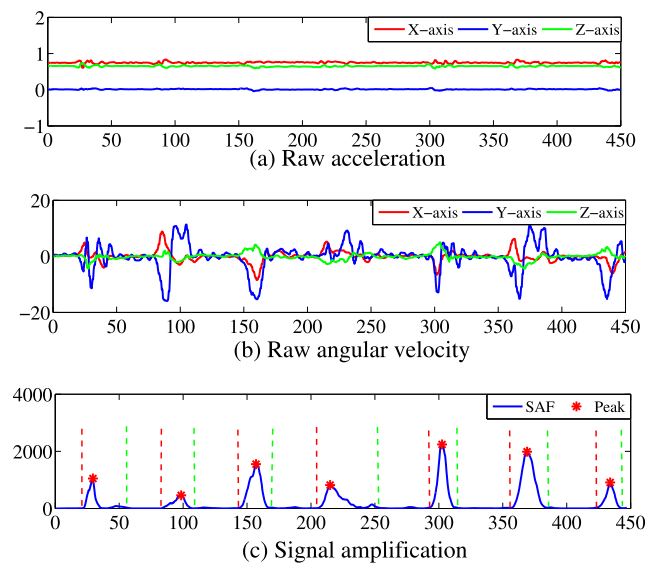 2
1
0
−1
X−axis Y−axis Z−axis
0 50 100 150 200 250 300 350 400 450
(a) Raw acceleration
20
0
−20
X−axis Y−axis Z−axis
0 50 100 150 200 250 300 350 400 450
(b) Raw angular velocity
4000
2000
0
SAF Peak
0 50 100 150 200 250 300 350 400 450
(c) Signal amplification